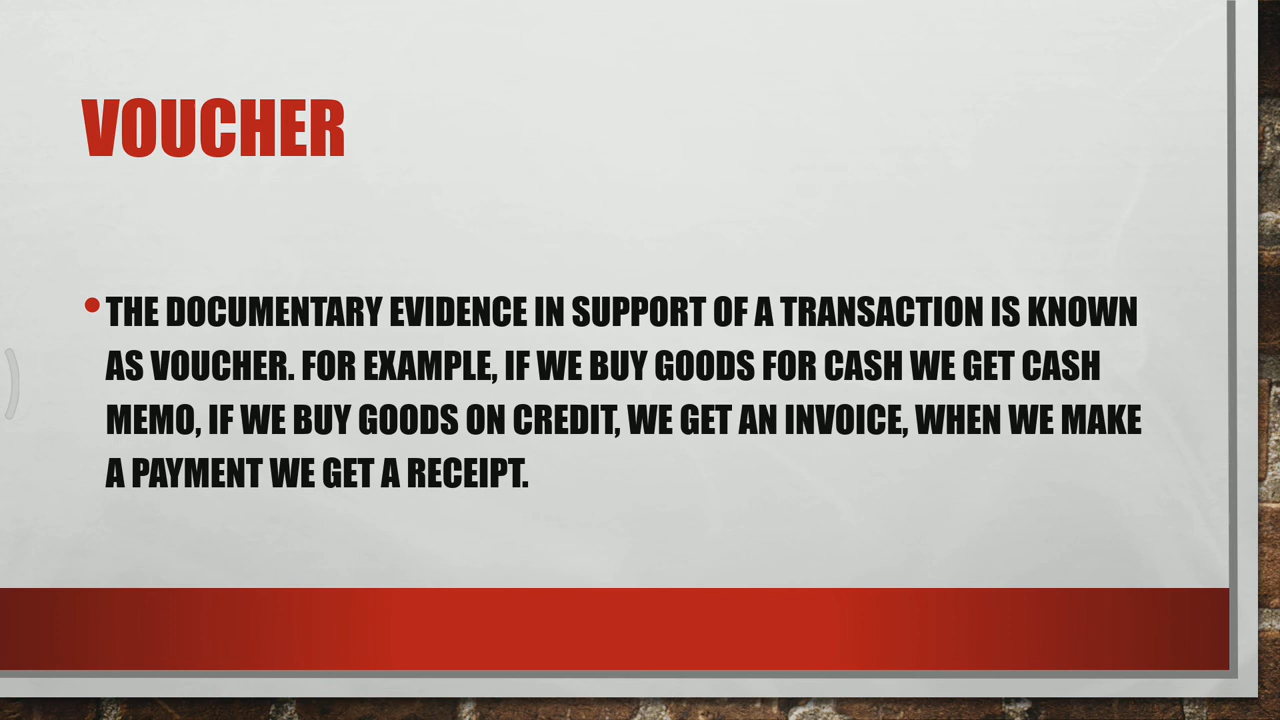 VOUCHER
• THE DOCUMENTARY EVIDENCE IN SUPPORT OF A TRANSACTION IS KNOWN
AS VOUCHER. FOR EXAMPLE, IF WE BUY GOODS FOR CASH WE GET CASH
MEMO, IF WE BUY GOODS ON CREDIT, WE GET AN INVOICE, WHEN WE MAKE
A PAYMENT WE GET A RECEIPT.